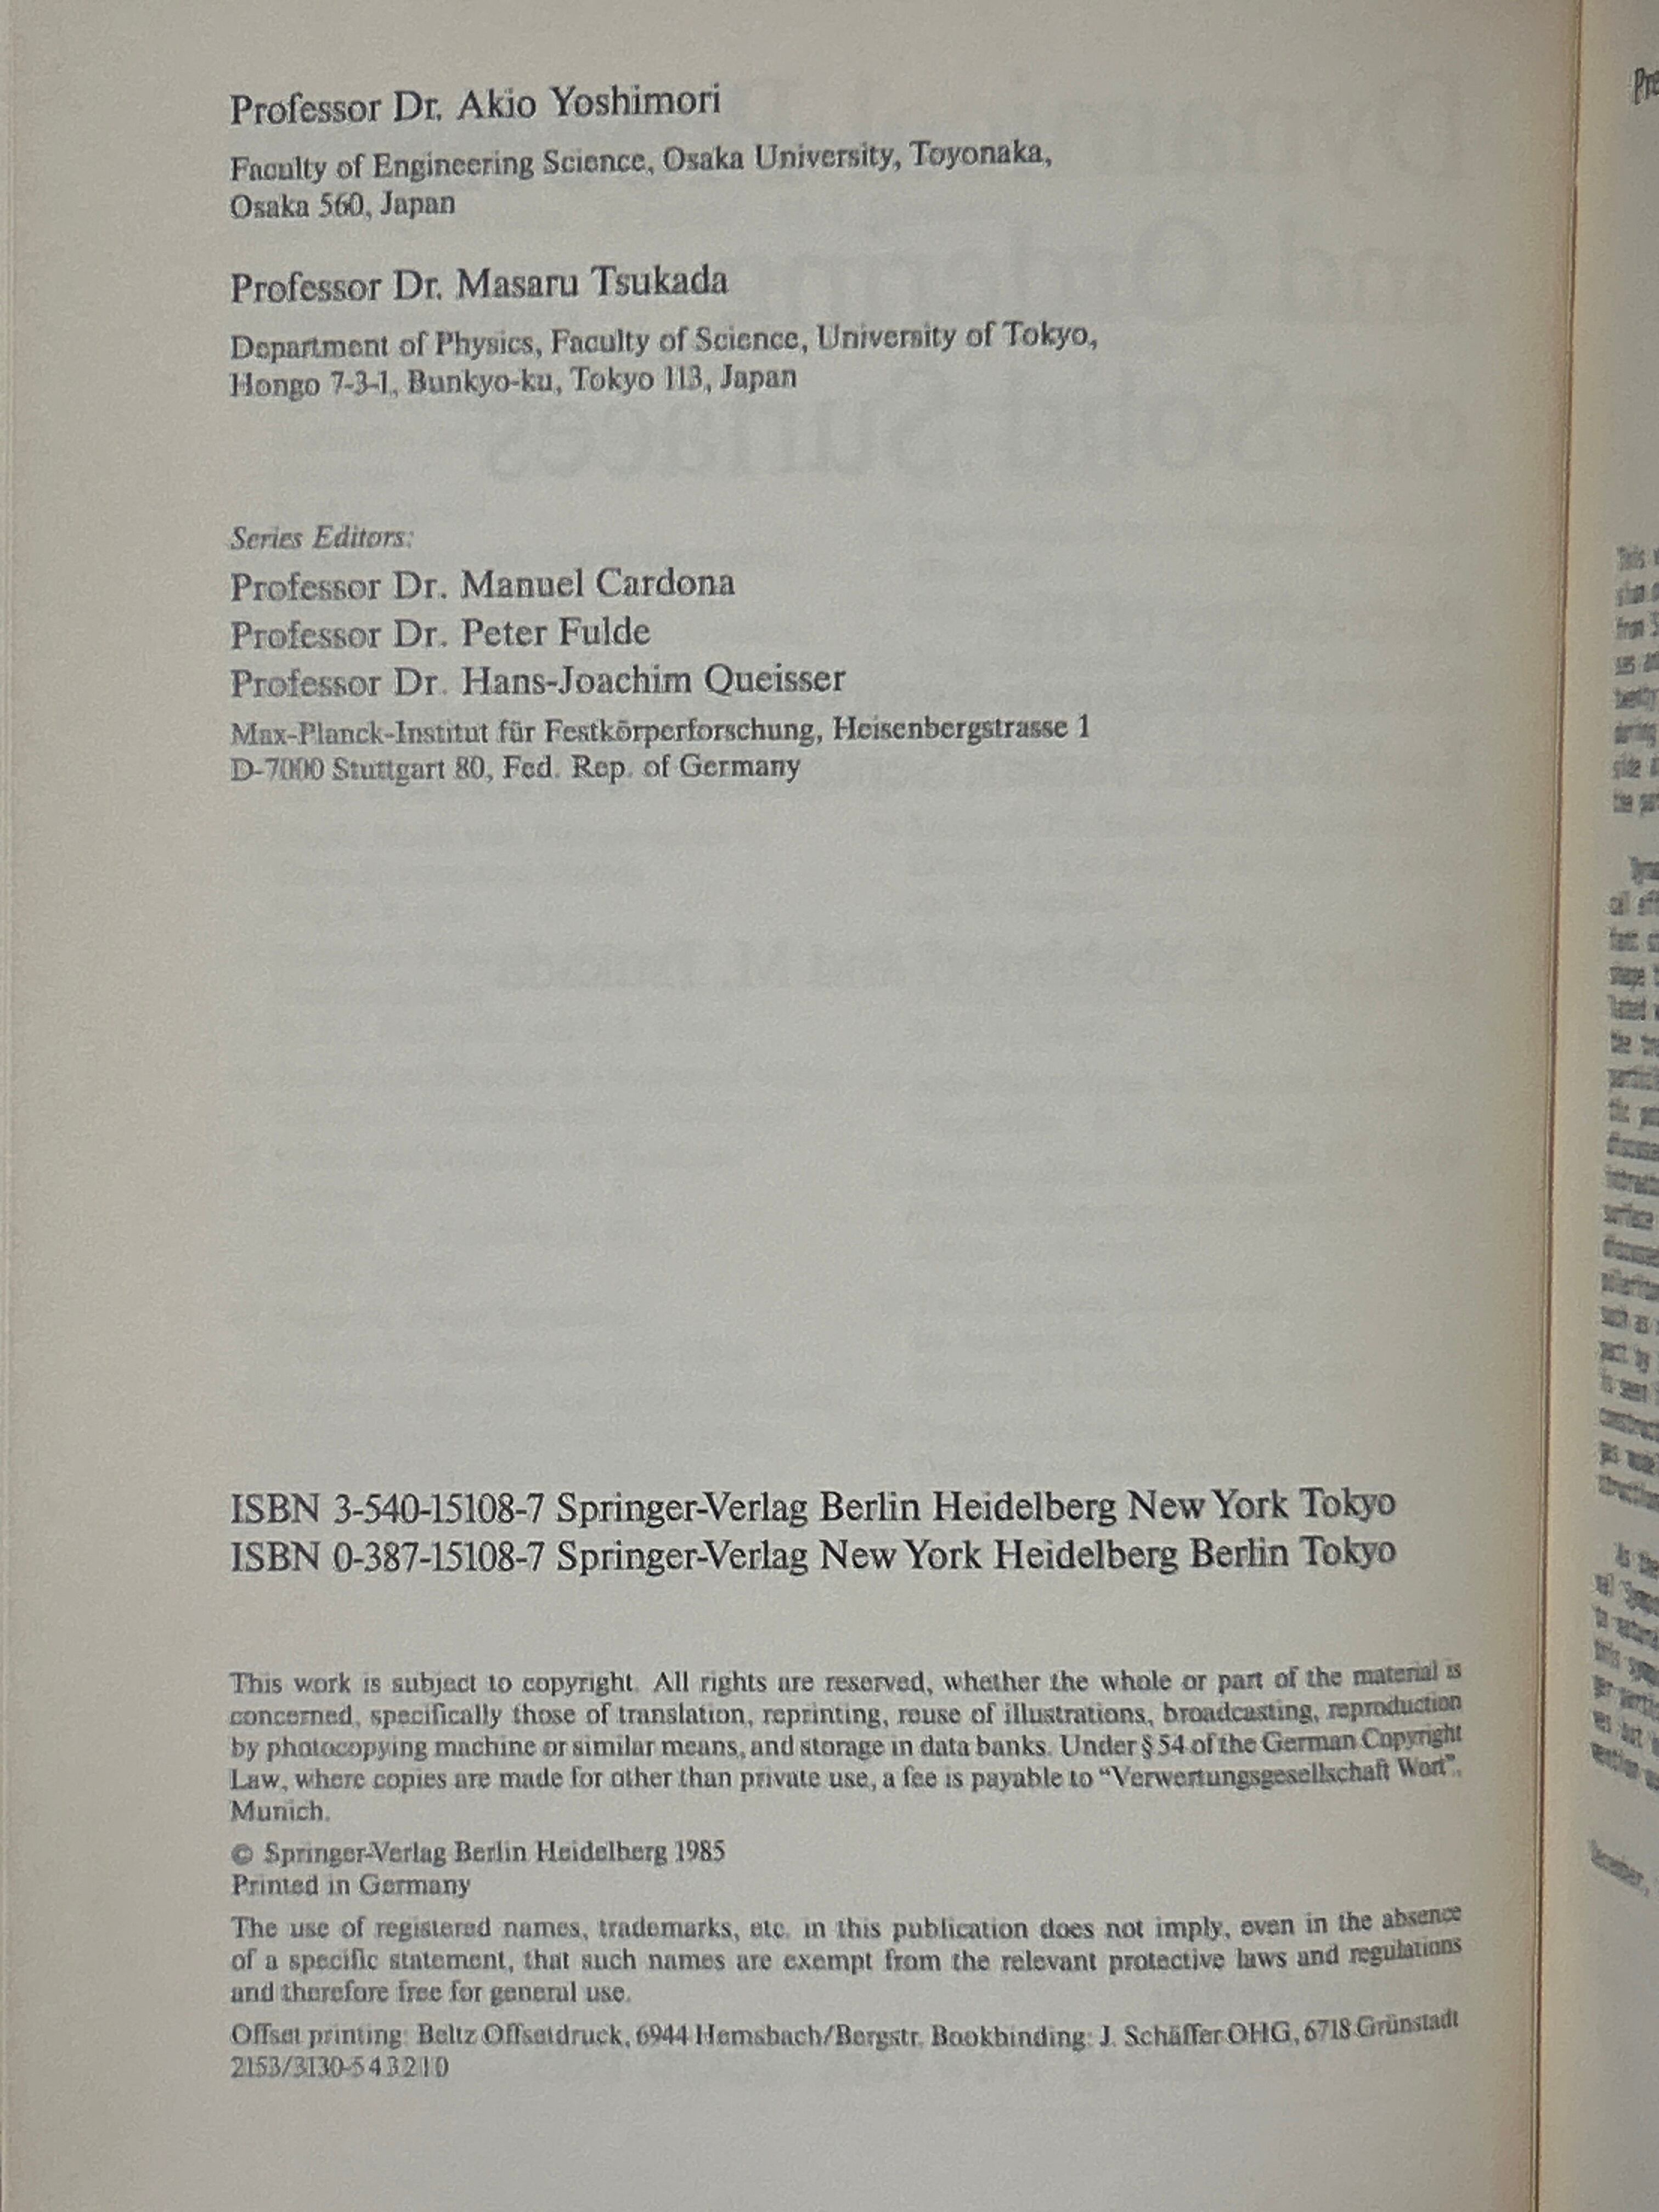 Professor Dr. Akio Yoshimori
Faculty of Engineering Science, Osaka University, Toyonaka,
Osaka 560, Japan
Professor Dr. Masaru Tsukada
Department of Physics, Faculty of Science, University of Tokyo,
Hongo 7-3-1, Bunkyo-ku, Tokyo 113, Japan
Series Editors:
Professor Dr. Manuel Cardona
Professor Dr. Peter Fulde
Professor Dr. Hans-Joachim Queisser
Max-Planck-Institut für Festkörperforschung, Heisenbergstrasse 1
D-7000 Stuttgart 80, Fed. Rep. of Germany
ISBN 3-540-15108-7 Springer-Verlag Berlin Heidelberg New York Tokyo
ISBN 0-387-15108-7 Springer-Verlag New York Heidelberg Berlin Tokyo
This work is subject to copyright. All rights are reserved, whether the whole or part of the material is
concerned, specifically those of translation, reprinting, reuse of illustrations, broadcasting, reproduction
by photocopying machine or similar means, and storage in data banks. Under § 54 of the German Copyright
Law, where copies are made for other than private use, a fee is payable to “Verwertungsgesellschaft Wort”,
Munich.
© Springer-Verlag Berlin Heidelberg 1985
Printed in Germany
The use of registered names, trademarks, etc. in this publication does not imply, even in the absence
of a specific statement, that such names are exempt from the relevant protective laws and regulations
and therefore free for general use.
Offset printing: Beltz Offsetdruck, 6944 Hemsbach/Bergstr. Bookbinding: J. Schäffer OHG, 6718 Grünstadt
2153/3130-5 4 3 2 1 0